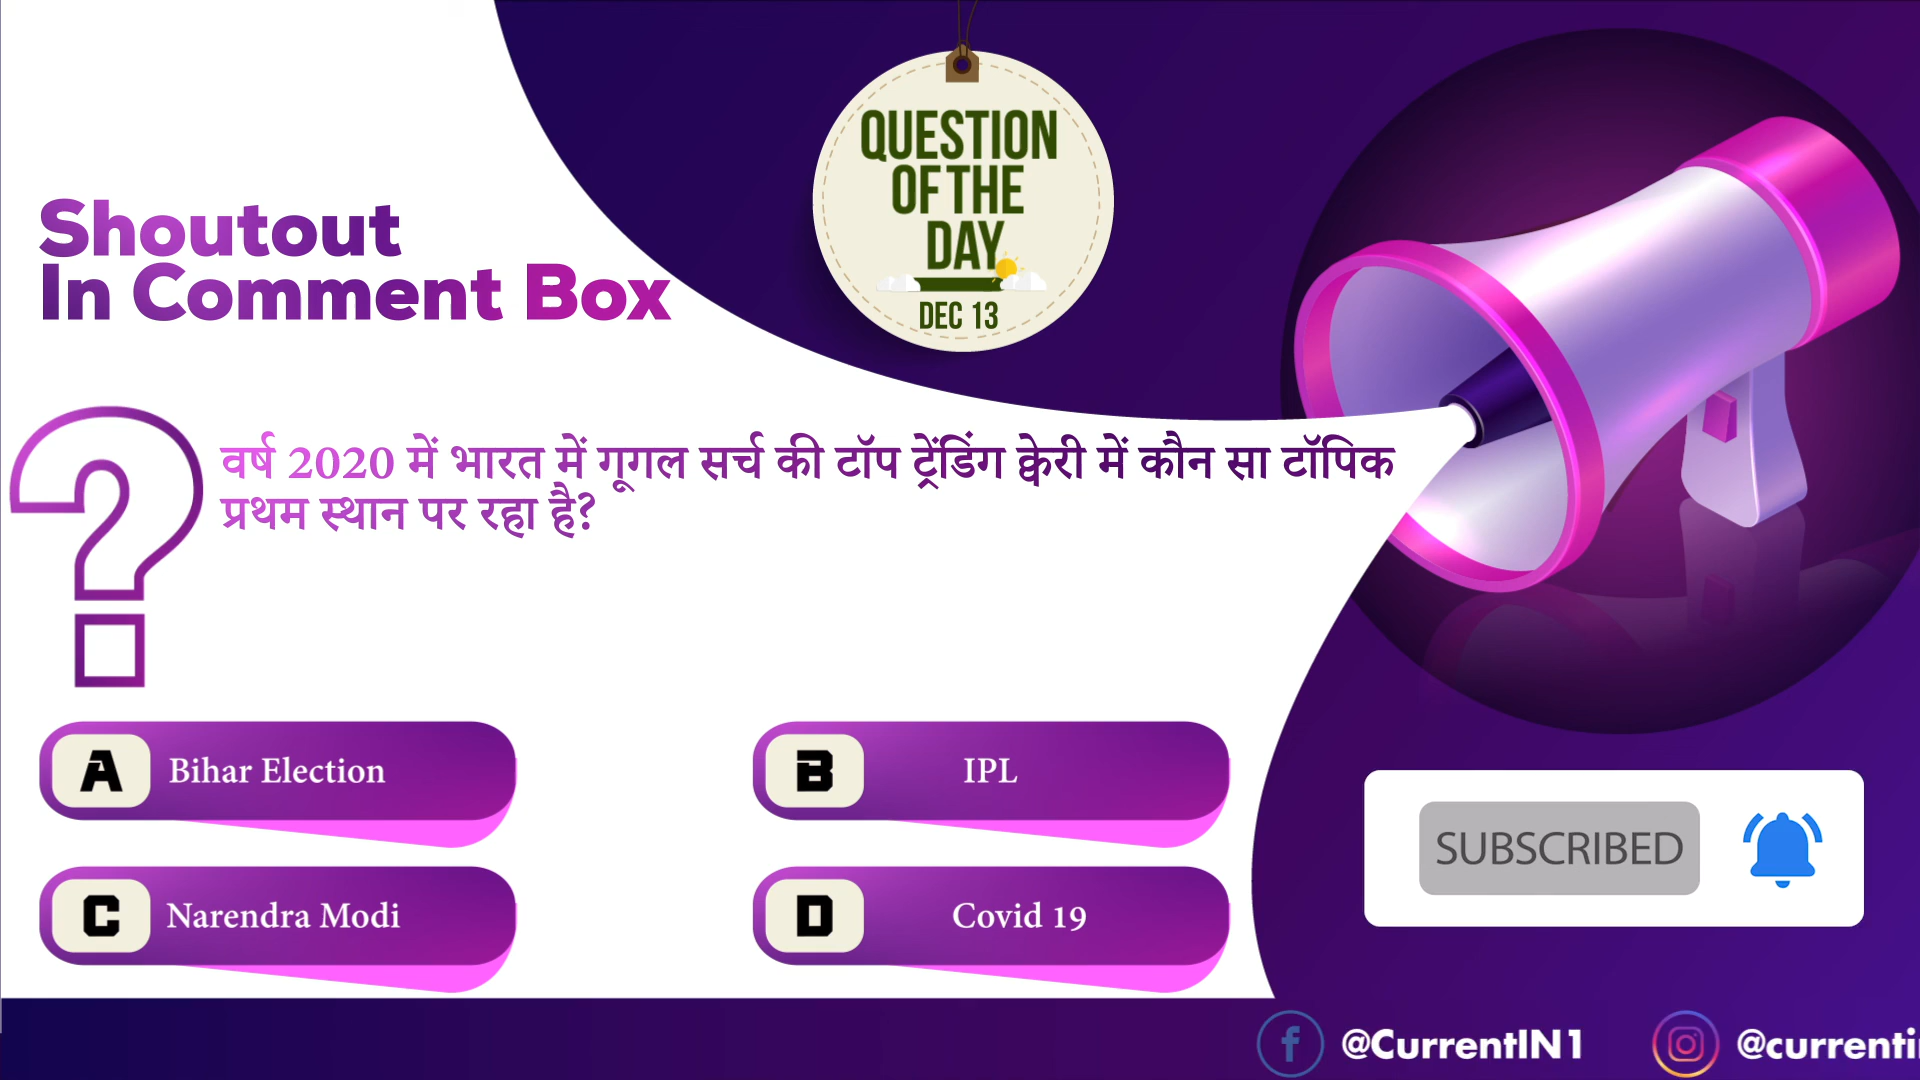 QUESTION
OF THE
DAY
DEC 13
Shoutout
In Comment Box
वर्ष 2020 में भारत में गूगल सर्च की टॉप ट्रेंडिंग क्वेरी में कौन सा टॉपिक
प्रथम स्थान पर रहा है?
A Bihar Election
B IPL
C Narendra Modi
D Covid 19
SUBSCRIBED
@CurrentIN1